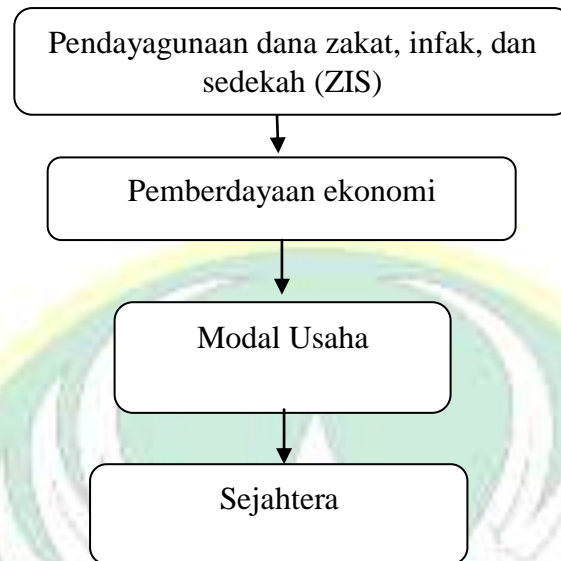 Pendayagunaan dana zakat, infak, dan
sedekah (ZIS)
Pemberdayaan ekonomi
Modal Usaha
Sejahtera